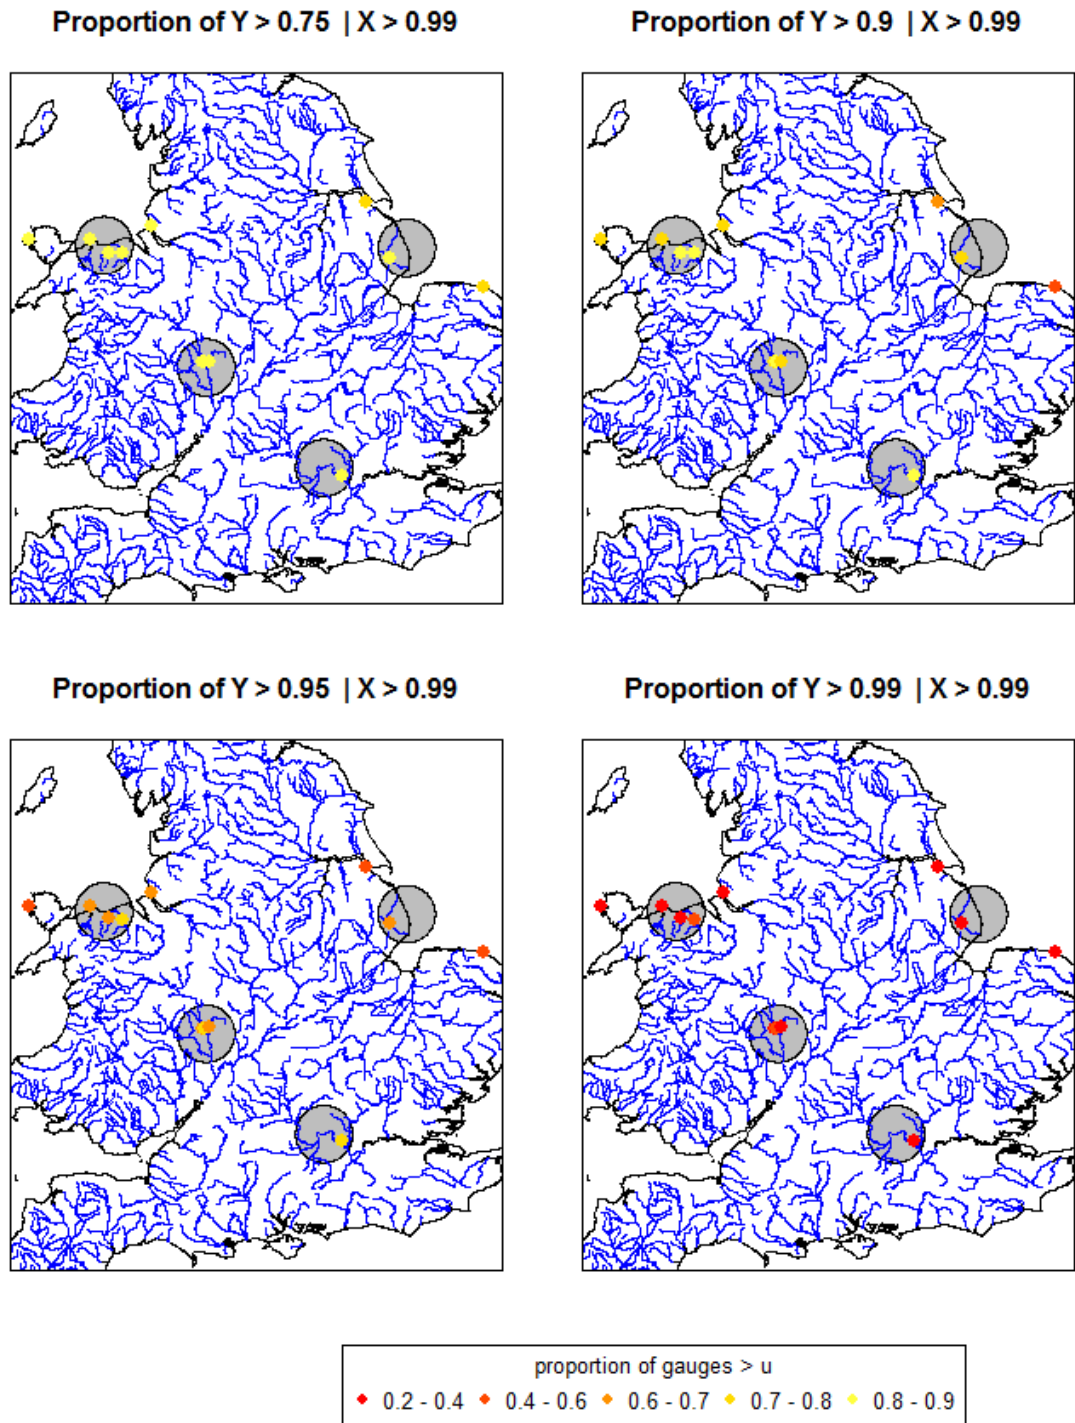 Proportion of Y > 0.75 | X > 0.99
Proportion of Y > 0.9 | X > 0.99
Proportion of Y > 0.95 | X > 0.99
Proportion of Y > 0.99 | X > 0.99
proportion of gauges > u
0.2 - 0.4 0.4 - 0.6 0.6 - 0.7 0.7 - 0.8 0.8 - 0.9